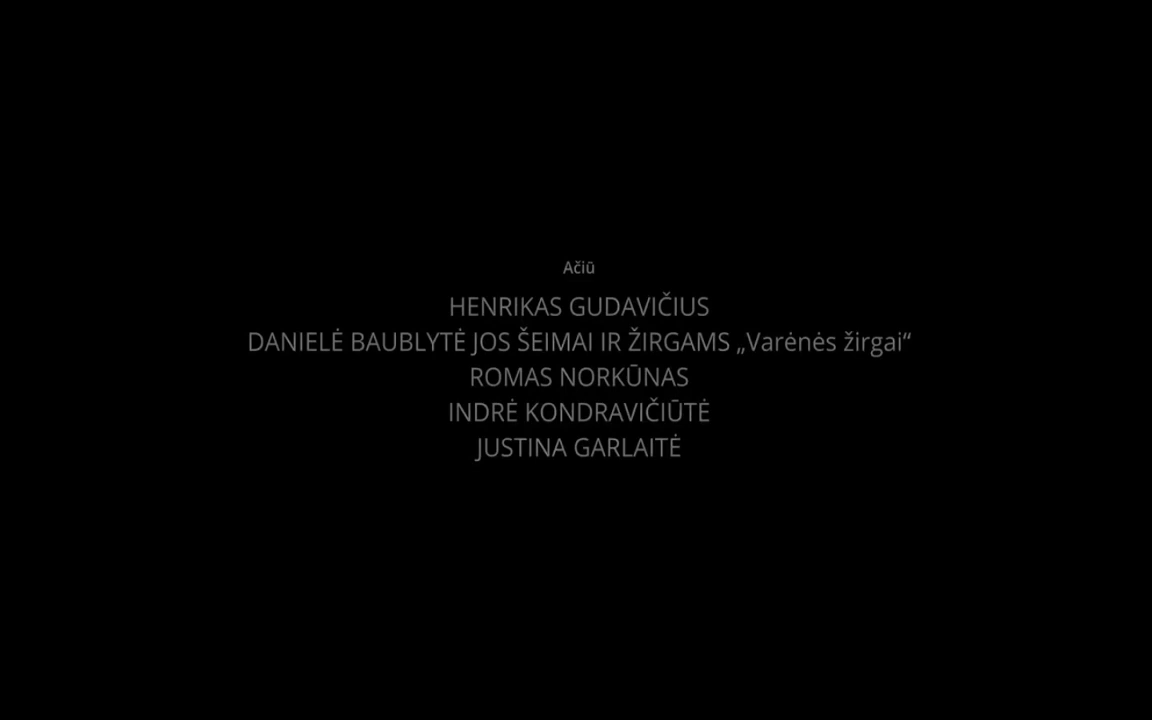 Ačiū
HENRIKAS GUDAVIČIUS
DANIELĖ BAUBLYTĖ JOS ŠEIMAI IR ŽIRGAMS „Varėnės žirgai“
ROMAS NORKŪNAS
INDRĖ KONDRAVIČIŪTĖ
JUSTINA GARLAITĖ